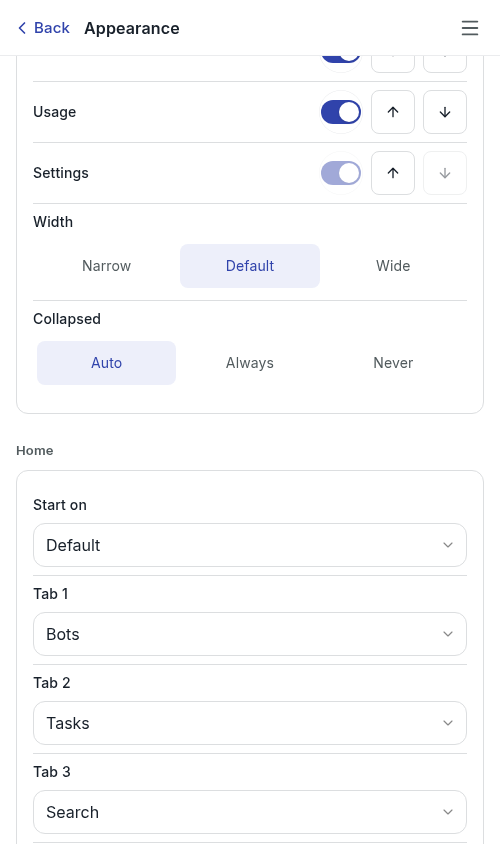 Back Appearance
Usage
Settings
Width
Narrow Default Wide
Collapsed
Auto Always Never
Home
Start on
Default
Tab 1
Bots
Tab 2
Tasks
Tab 3
Search